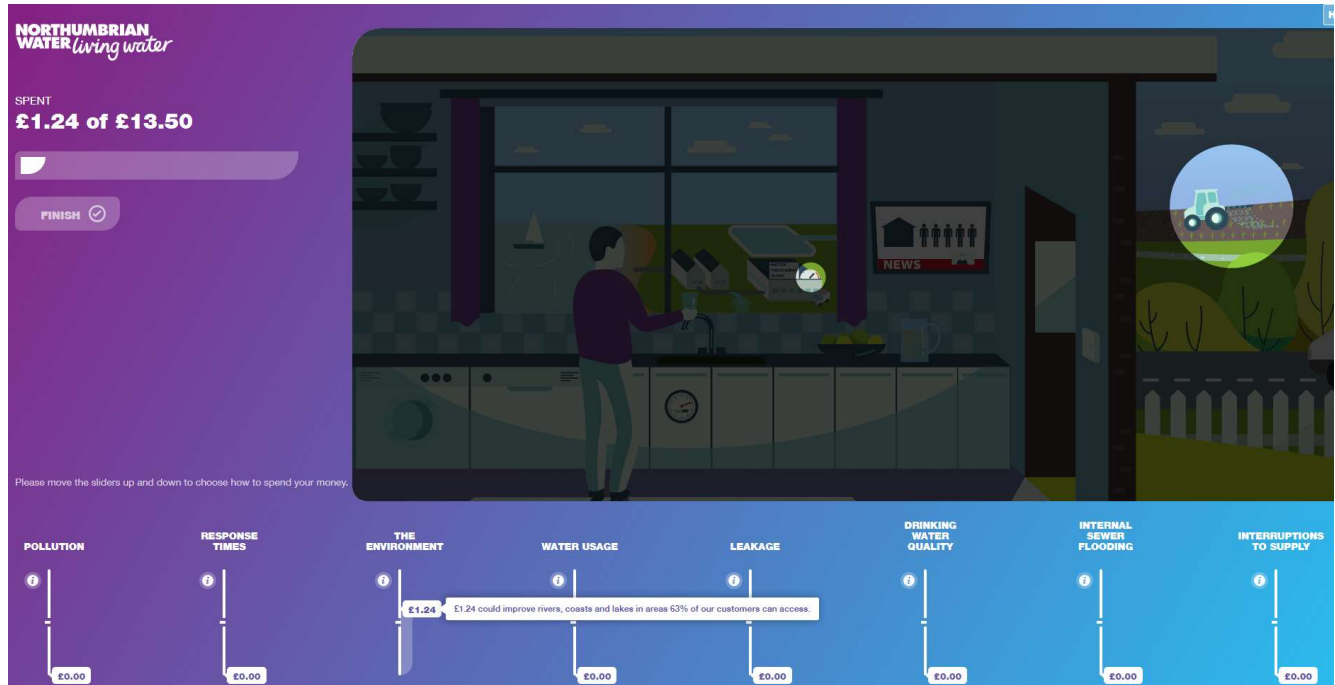 NORTHUMBRIAN
WATER living water
SPENT
£1.24 of £13.50
FINISH
NEWS
Please move the sliders up and down to choose how to spend your money.
POLLUTION
RESPONSE
TIMES
THE
ENVIRONMENT
WATER USAGE
LEAKAGE
DRINKING
WATER
QUALITY
INTERNAL
SEWER
FLOODING
INTERRUPTIONS
TO SUPPLY
i
i
i
i
i
i
i
i
£1.24
£1.24 could improve rivers, coasts and lakes in areas 63% of our customers can access.
£0.00
£0.00
£0.00
£0.00
£0.00
£0.00
£0.00